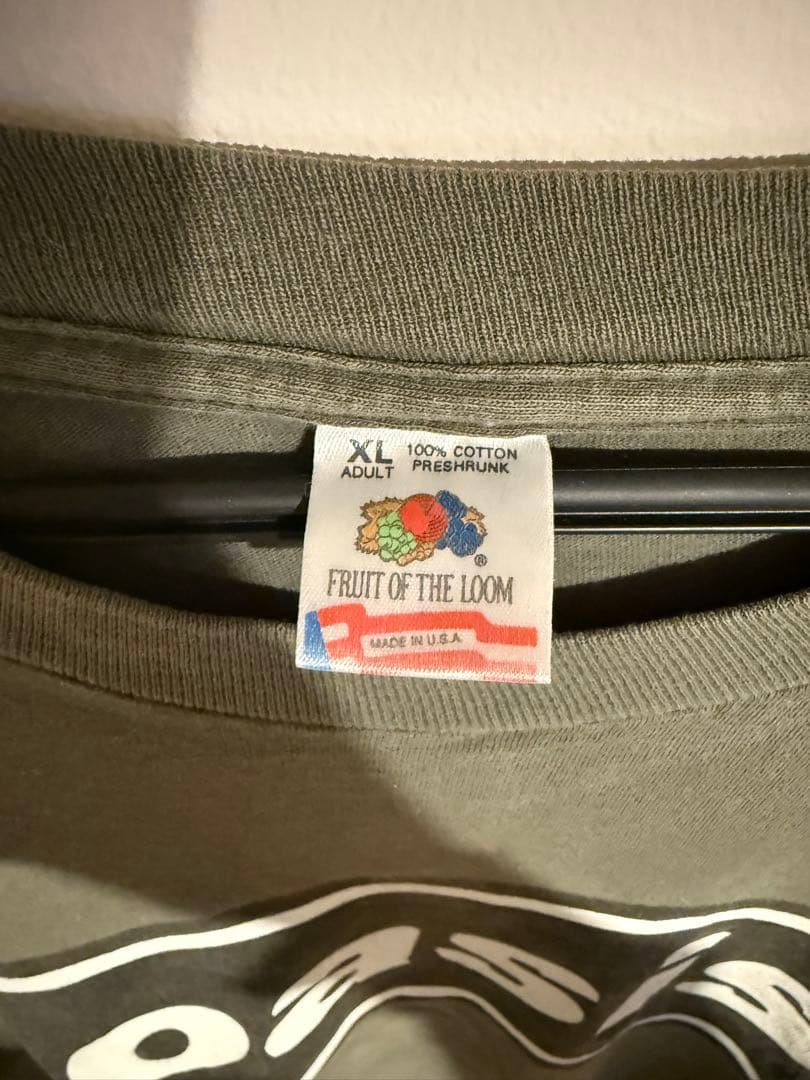 XL 100% COTTON
ADULT PRESHRUNK
®
FRUIT OF THE LOOM
MADE IN U.S.A.